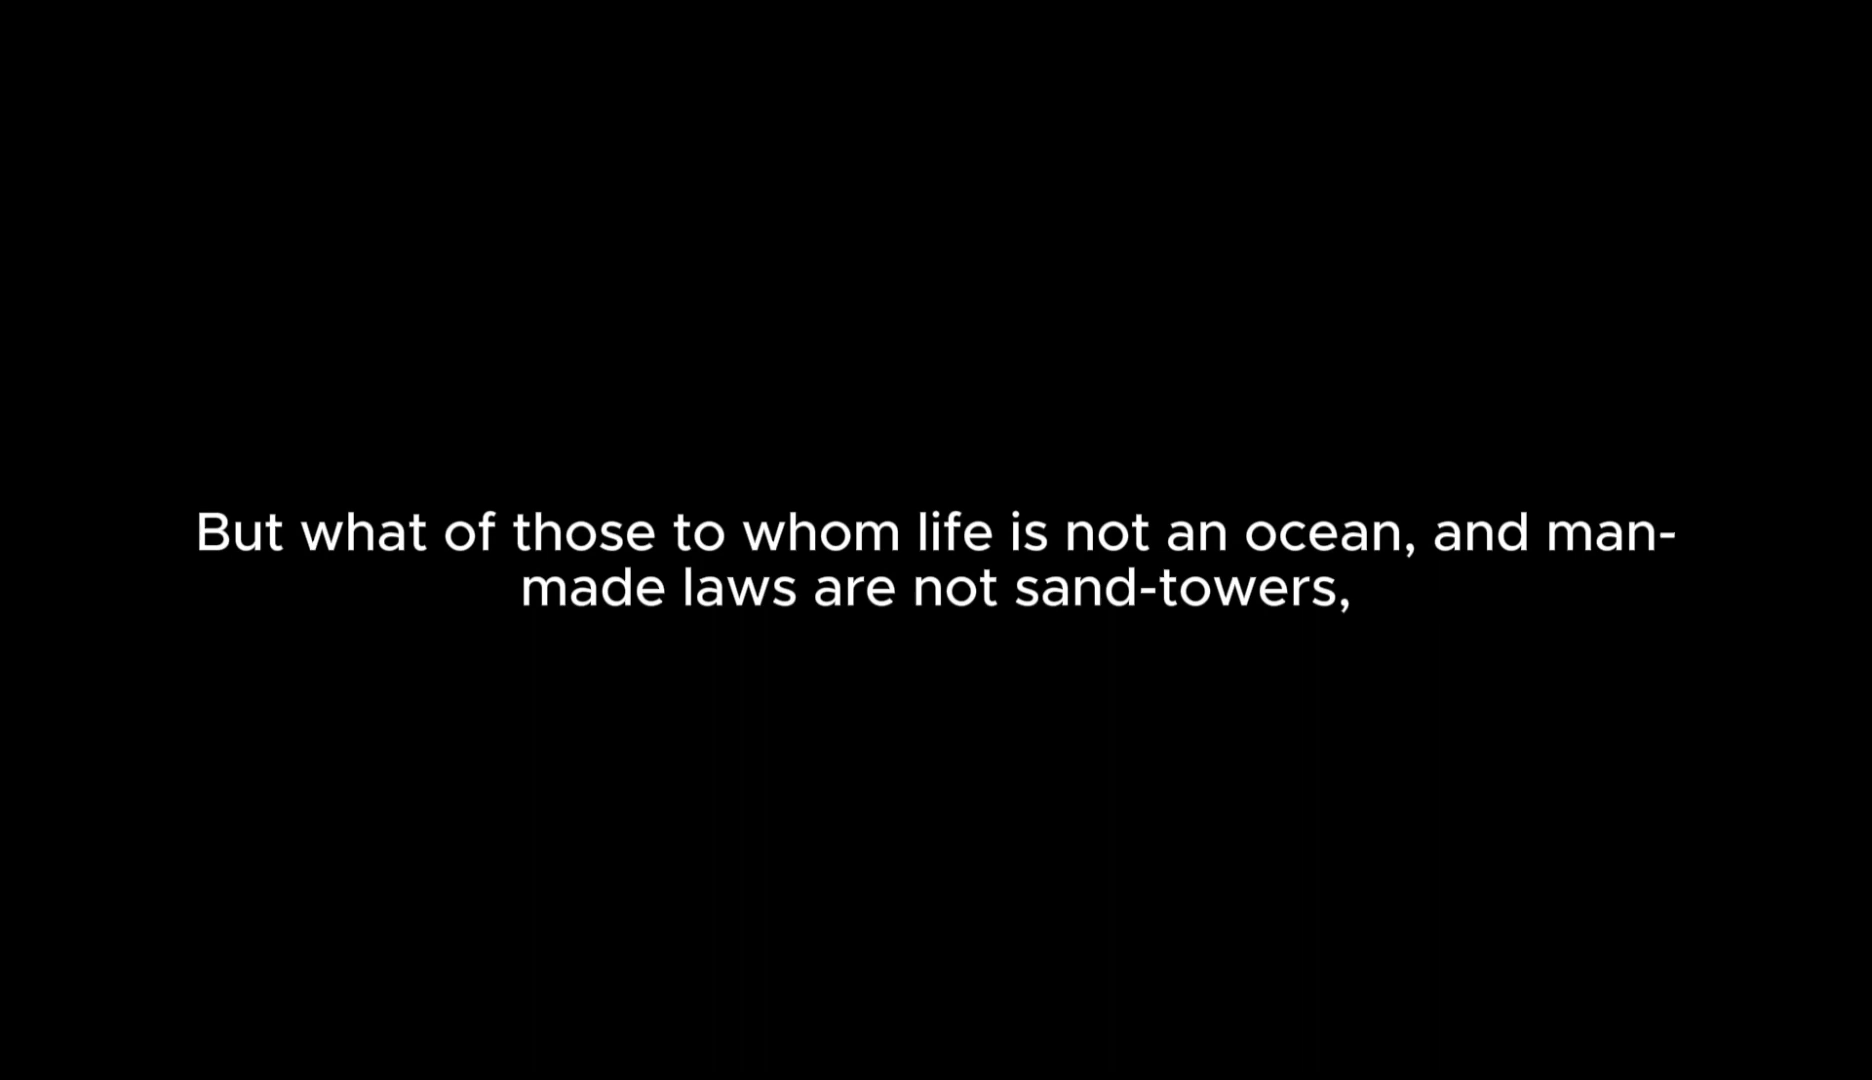 But what of those to whom life is not an ocean, and man-
made laws are not sand-towers,